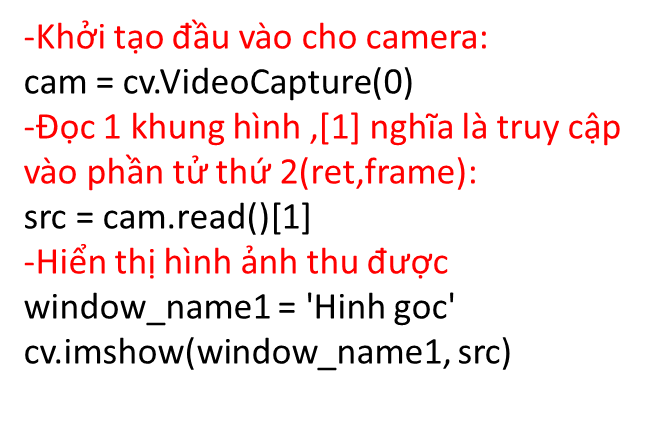 -Khởi tạo đầu vào cho camera:
cam = cv.VideoCapture(0)
-Đọc 1 khung hình ,[1] nghĩa là truy cập
vào phần tử thứ 2(ret,frame):
src = cam.read()[1]
-Hiển thị hình ảnh thu được
window_name1 = 'Hinh goc'
cv.imshow(window_name1, src)